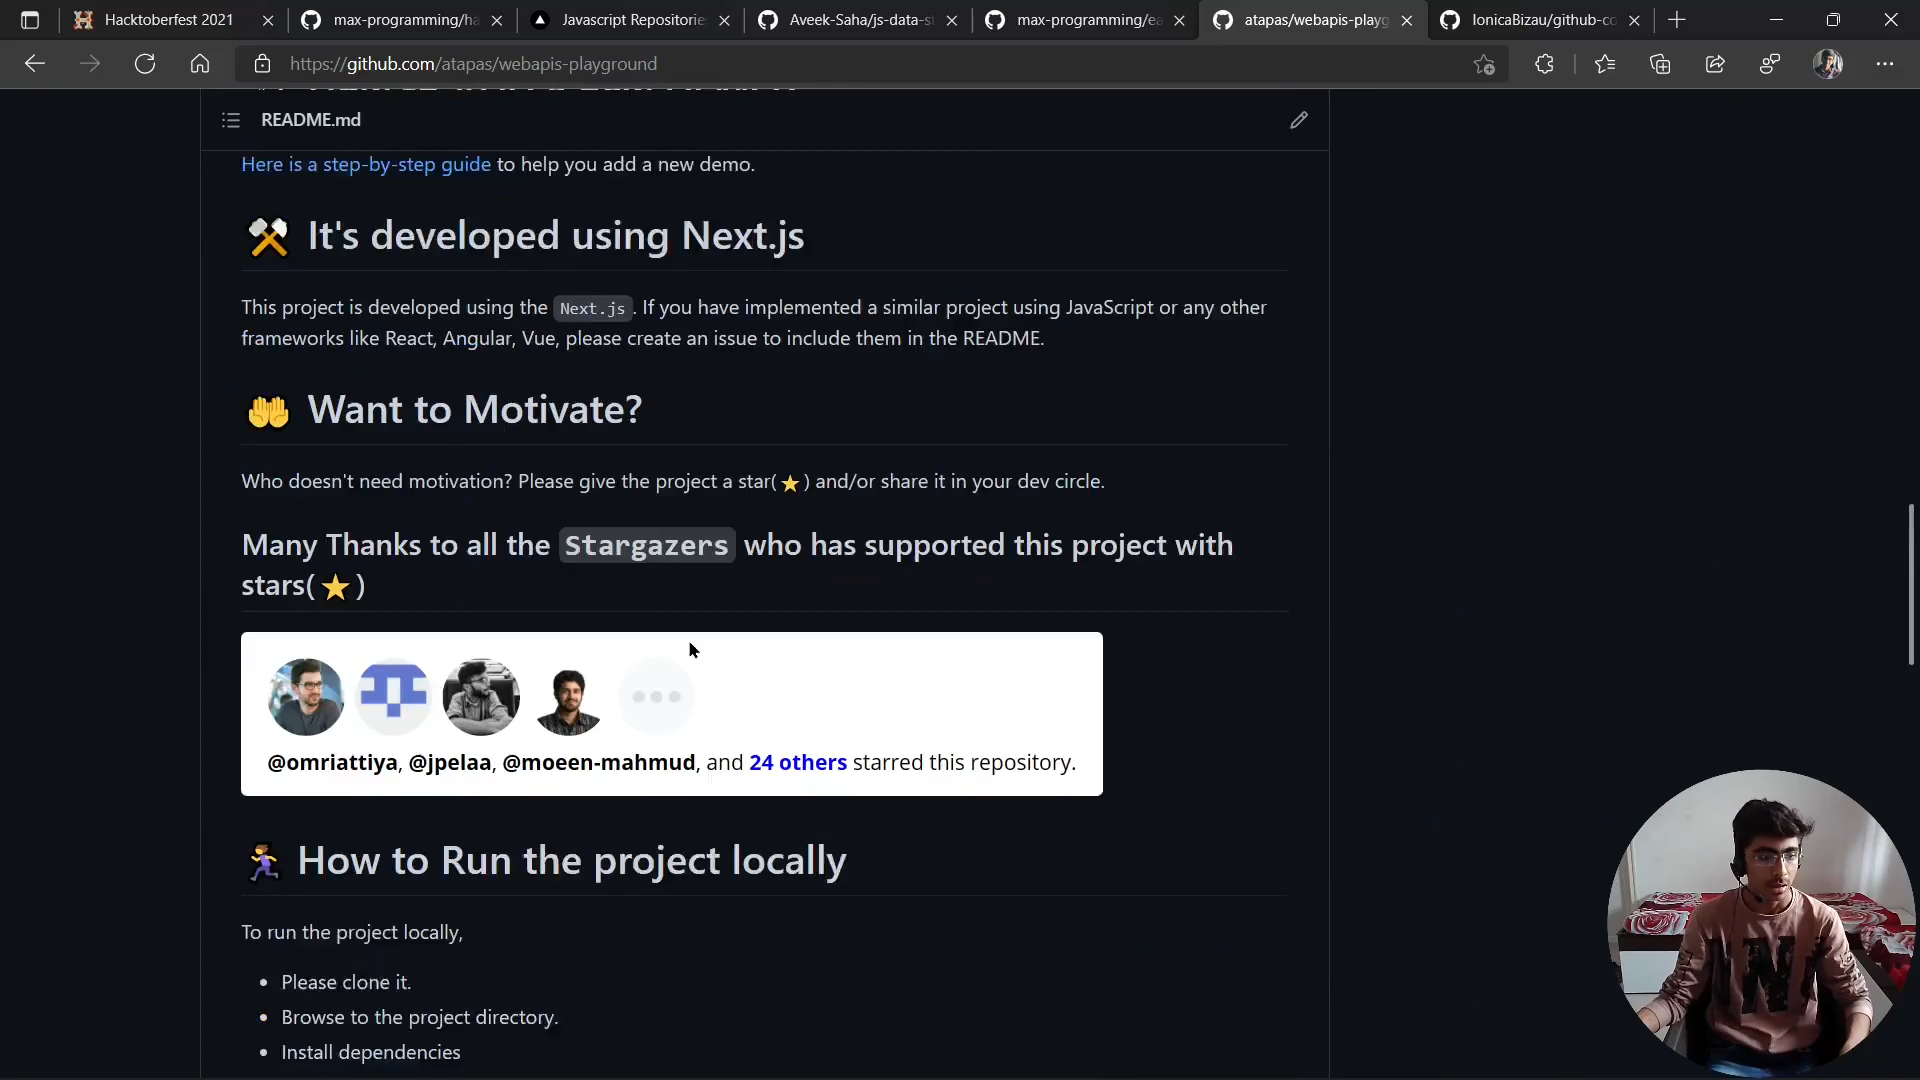 Hacktoberfest 2021
max-programming/ha
Javascript Repositorie
Aveek-Saha/js-data-st
max-programming/ea
atapas/webapis-playg
IonicaBizau/github-co
https://github.com/atapas/webapis-playground
README.md
Here is a step-by-step guide to help you add a new demo.
⚒️ It's developed using Next.js
This project is developed using the Next.js. If you have implemented a similar project using JavaScript or any other
frameworks like React, Angular, Vue, please create an issue to include them in the README.
🤲 Want to Motivate?
Who doesn't need motivation? Please give the project a star(⭐) and/or share it in your dev circle.
Many Thanks to all the Stargazers who has supported this project with
stars(⭐)
@omriattiya, @jpelaa, @moeen-mahmud, and 24 others starred this repository.
🏃‍♀️ How to Run the project locally
To run the project locally,
• Please clone it.
• Browse to the project directory.
• Install dependencies